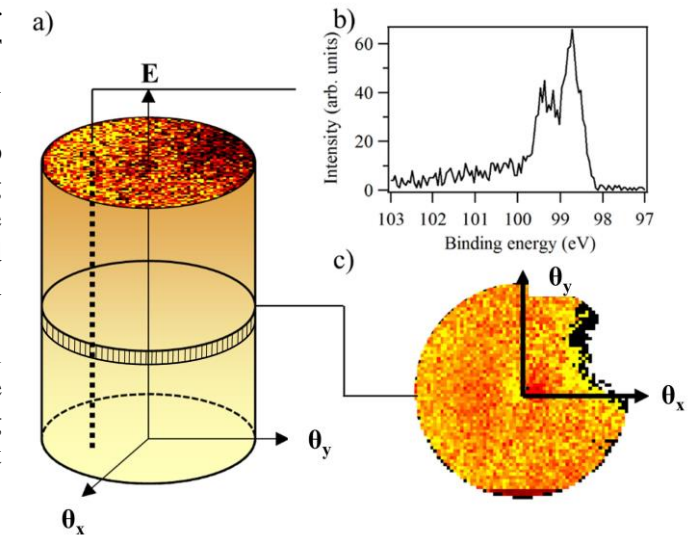 a)
E
θy
θx
b)
Intensity (arb. units)
60
40
20
0
103 102 101 100 99 98 97
Binding energy (eV)
c)
θy
θx